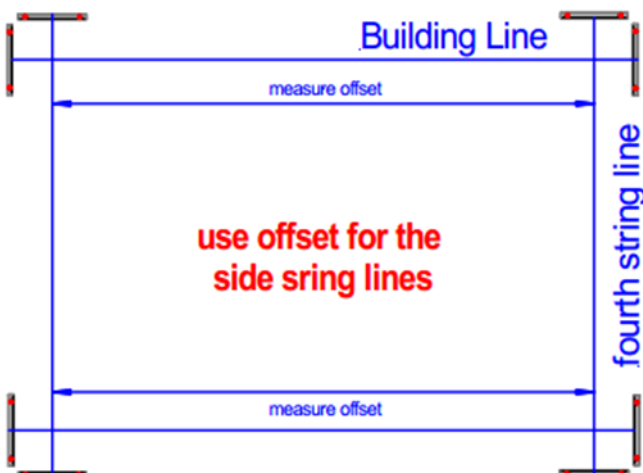 Building Line
measure offset
fourth string line
use offset for the
side sring lines
measure offset